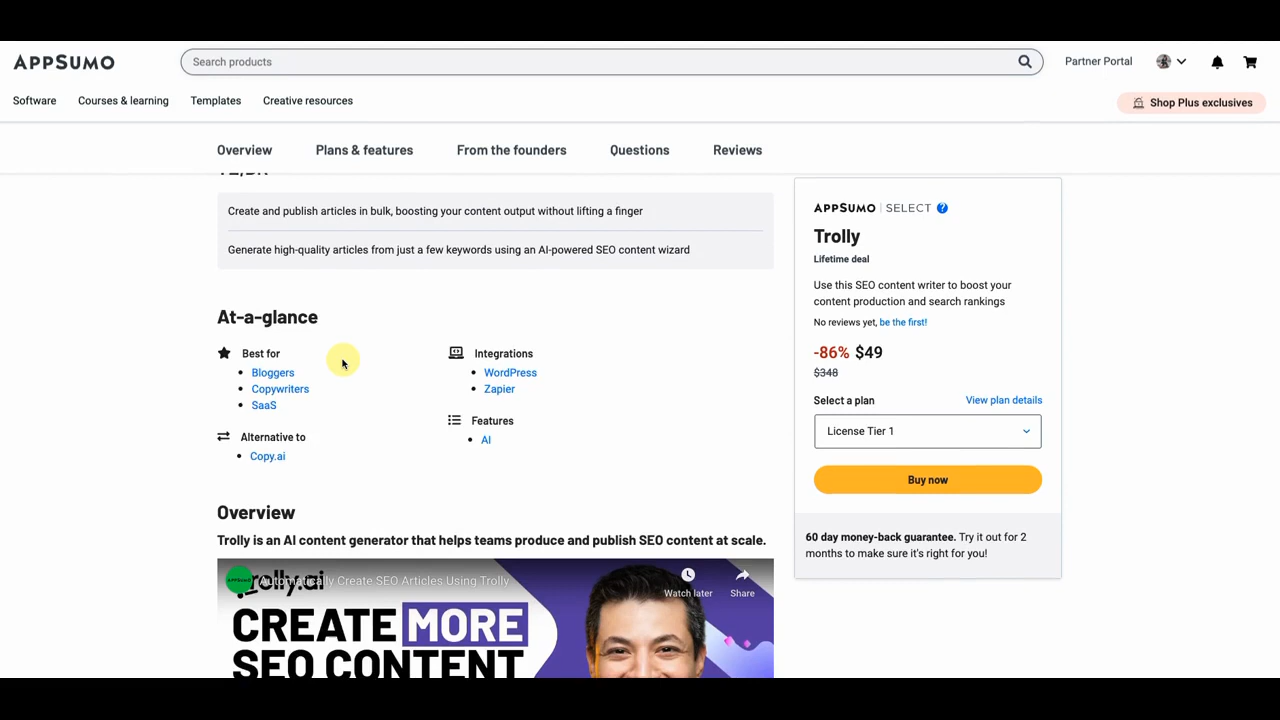 APPSUMO
Search products
Partner Portal
Software
Courses & learning
Templates
Creative resources
Shop Plus exclusives
Overview
Plans & features
From the founders
Questions
Reviews
Create and publish articles in bulk, boosting your content output without lifting a finger
Generate high-quality articles from just a few keywords using an AI-powered SEO content wizard
At-a-glance
Best for
Bloggers
Copywriters
SaaS
Alternative to
Copy.ai
Integrations
WordPress
Zapier
Features
AI
Overview
Trolly is an AI content generator that helps teams produce and publish SEO content at scale.
APPSUMO
trolly.ai
Automatically Create SEO Articles Using Trolly
Watch later
Share
CREATE MORE
SEO CONTENT
APPSUMO | SELECT ?
Trolly
Lifetime deal
Use this SEO content writer to boost your
content production and search rankings
No reviews yet, be the first!
-86% $49
$348
Select a plan
View plan details
License Tier 1
Buy now
60 day money-back guarantee. Try it out for 2
months to make sure it's right for you!